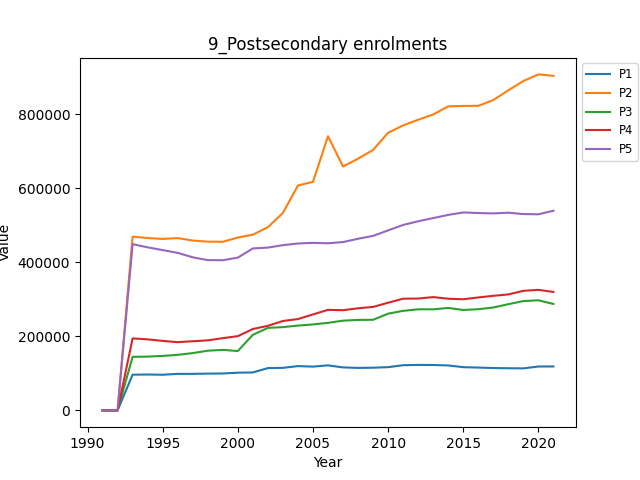 9_Postsecondary enrolments
P1
P2
P3
P4
P5
800000
600000
400000
200000
0
Value
1990 1995 2000 2005 2010 2015 2020
Year